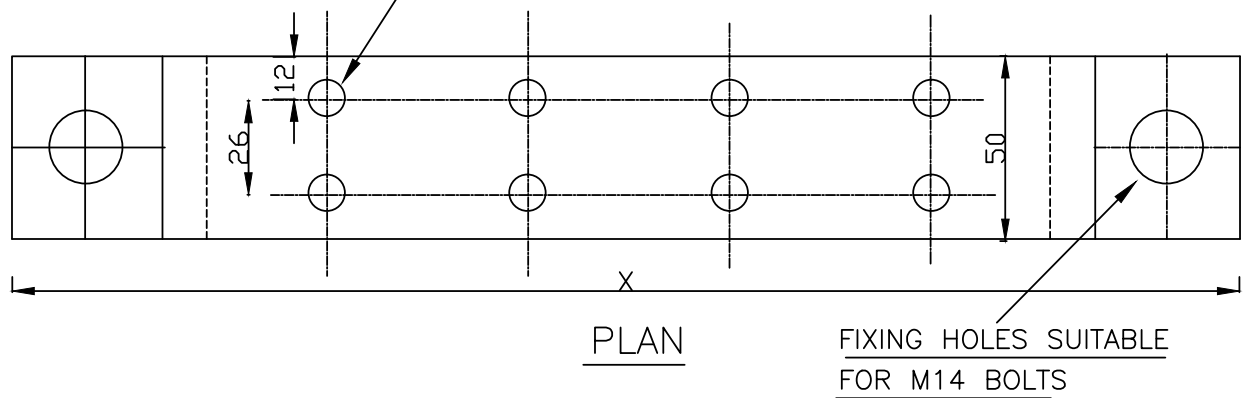 12
26
50
X
PLAN
FIXING HOLES SUITABLE
FOR M14 BOLTS